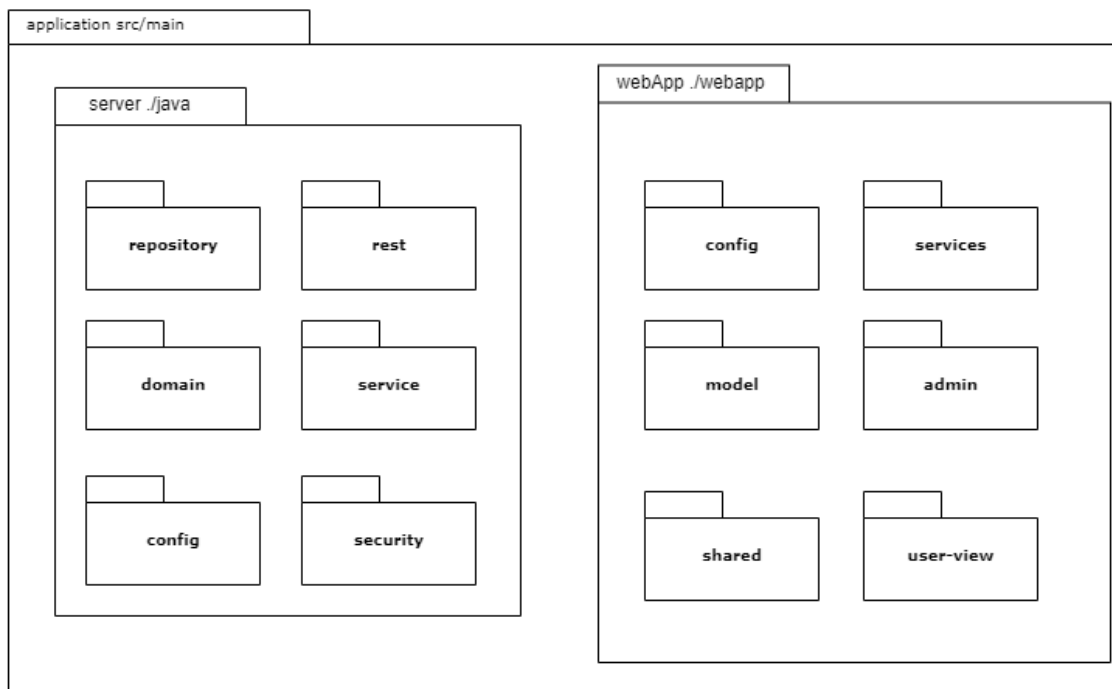 application src/main
server ./java
repository
rest
domain
service
config
security
webApp ./webapp
config
services
model
admin
shared
user-view